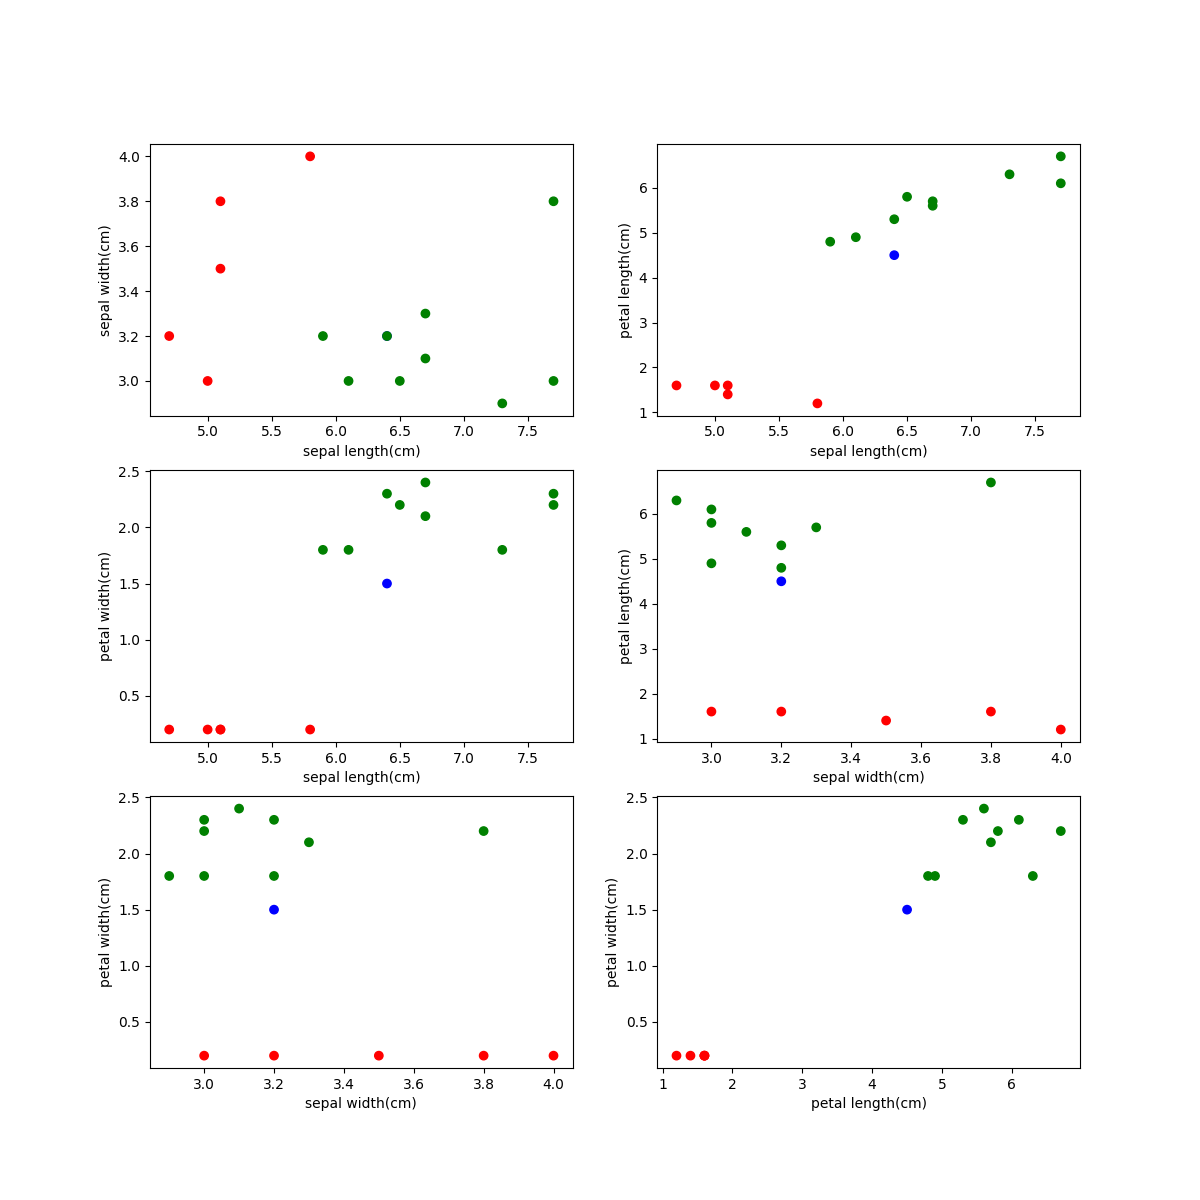 4.0
3.8
3.6
3.4
3.2
3.0
sepal width(cm)
5.0 5.5 6.0 6.5 7.0 7.5
sepal length(cm)
6
5
4
3
2
1
petal length(cm)
5.0 5.5 6.0 6.5 7.0 7.5
sepal length(cm)
2.5
2.0
1.5
1.0
0.5
petal width(cm)
5.0 5.5 6.0 6.5 7.0 7.5
sepal length(cm)
6
5
4
3
2
1
petal length(cm)
3.0 3.2 3.4 3.6 3.8 4.0
sepal width(cm)
2.5
2.0
1.5
1.0
0.5
petal width(cm)
3.0 3.2 3.4 3.6 3.8 4.0
sepal width(cm)
2.5
2.0
1.5
1.0
0.5
petal width(cm)
1 2 3 4 5 6
petal length(cm)